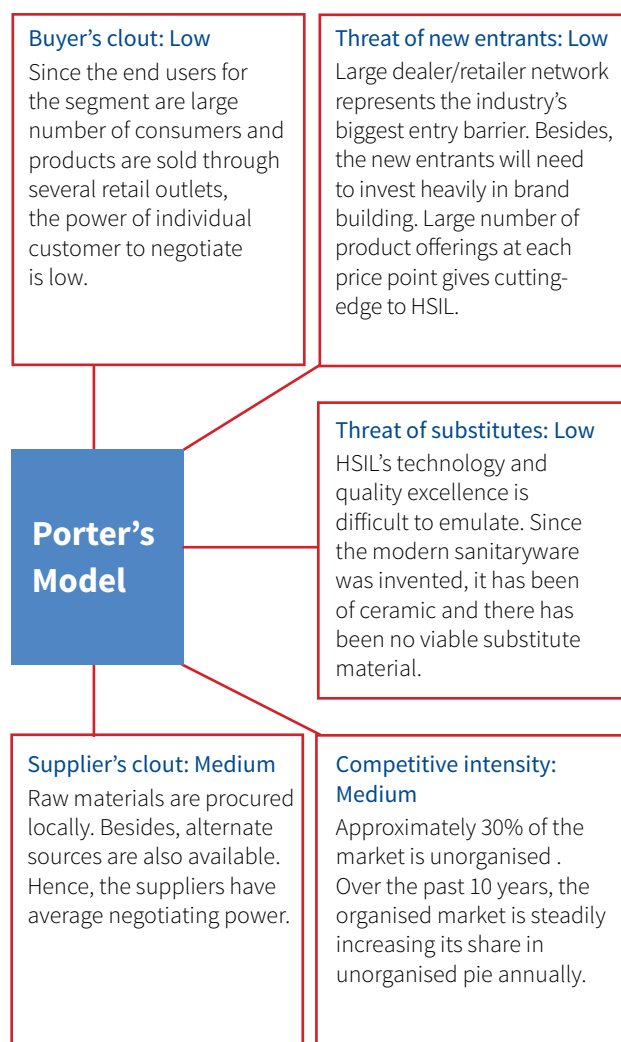 Buyer’s clout: Low
Since the end users for
the segment are large
number of consumers and
products are sold through
several retail outlets,
the power of individual
customer to negotiate
is low.
Threat of new entrants: Low
Large dealer/retailer network
represents the industry’s
biggest entry barrier. Besides,
the new entrants will need
to invest heavily in brand
building. Large number of
product offerings at each
price point gives cutting-
edge to HSIL.
Porter’s
Model
Threat of substitutes: Low
HSIL’s technology and
quality excellence is
difficult to emulate. Since
the modern sanitaryware
was invented, it has been
of ceramic and there has
been no viable substitute
material.
Supplier’s clout: Medium
Raw materials are procured
locally. Besides, alternate
sources are also available.
Hence, the suppliers have
average negotiating power.
Competitive intensity:
Medium
Approximately 30% of the
market is unorganised .
Over the past 10 years, the
organised market is steadily
increasing its share in
unorganised pie annually.